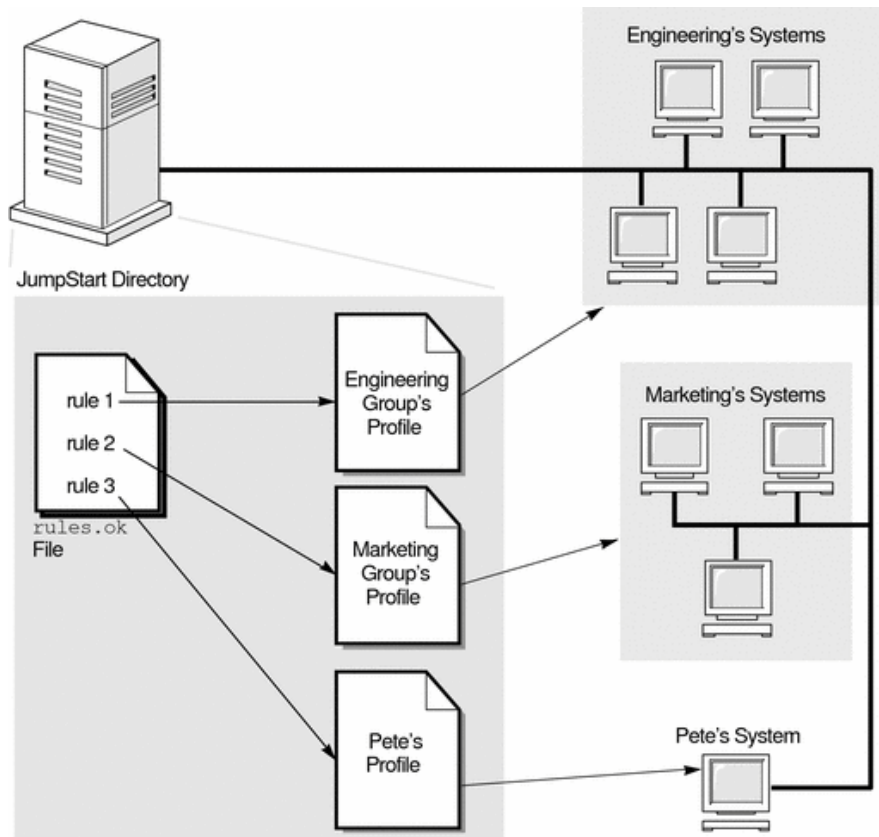 Engineering's Systems
JumpStart Directory
rule 1
rule 2
rule 3
rules.ok
File
Engineering
Group's
Profile
Marketing
Group's
Profile
Pete's
Profile
Marketing's Systems
Pete's System